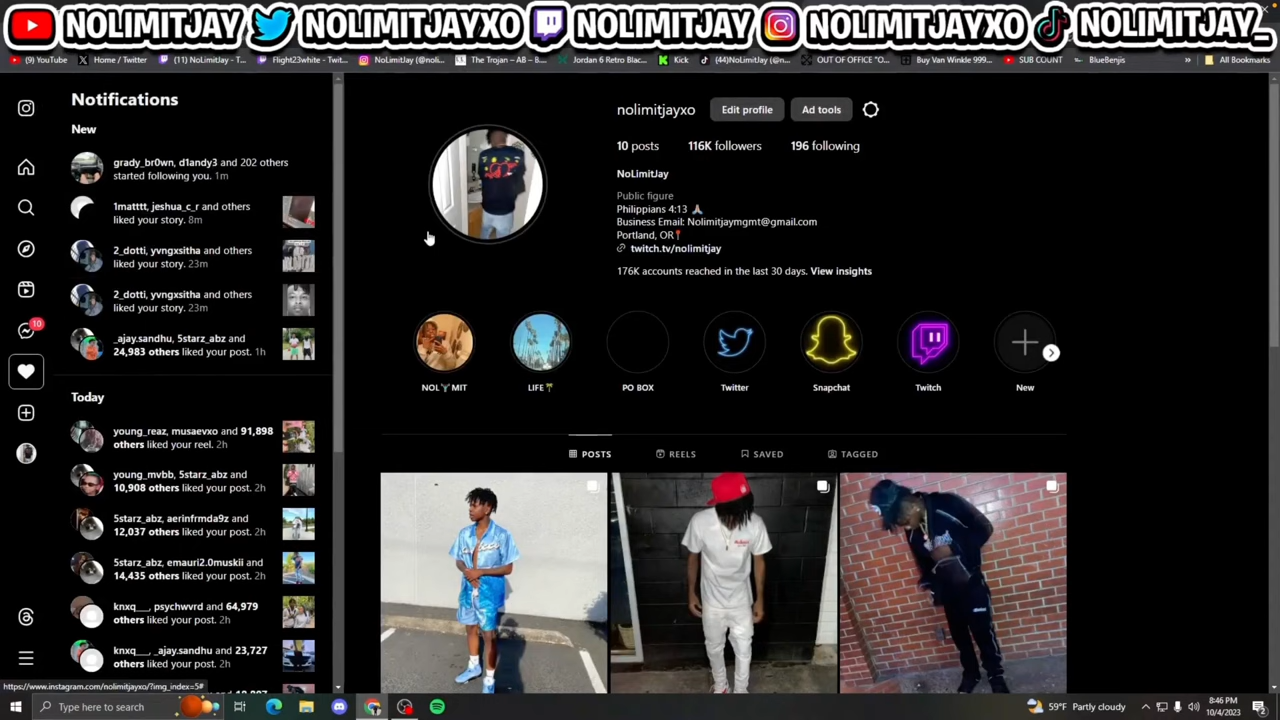 NOLIMITJAY NOLIMITJAYXO NOLIMITJAY NOLIMITJAYXO NOLIMITJAY_
(9) YouTube Home / Twitter (11) NoLimitJay - T... Flight23white - Twit... NoLimitJay (@noli... The Trojan – AB – B... Jordan 6 Retro Blac... Kick (44)NoLimitJay (@n... OUT OF OFFICE "O... Buy Van Winkle 999... SUB COUNT BlueBenjis » All Bookmarks
Notifications
New
grady_br0wn, d1andy3 and 202 others
started following you. 1m
1matttt, jeshua_c_r and others
liked your story. 8m
2_dotti, yvngxsitha and others
liked your story. 23m
2_dotti, yvngxsitha and others
liked your story. 23m
_ajay.sandhu, 5starz_abz and
24,983 others liked your post. 1h
10
Today
young_reaz, musaevxo and 91,898
others liked your reel. 2h
young_mvbb, 5starz_abz and
10,908 others liked your post. 2h
5starz_abz, aerinfrmda9z and
12,037 others liked your post. 2h
5starz_abz, emauri2.0muskii and
14,435 others liked your post. 2h
knxq___, psychwvrd and 64,979
others liked your post. 2h
knxq___, _ajay.sandhu and 23,727
others liked your post. 2h
nolimitjayxo Edit profile Ad tools
10 posts 116K followers 196 following
NoLimitJay
Public figure
Philippians 4:13 🙏🏽
Business Email: Nolimitjaymgmt@gmail.com
Portland, OR📍
twitch.tv/nolimitjay
176K accounts reached in the last 30 days. View insights
NOL MIT LIFE🌴 PO BOX Twitter Snapchat Twitch New
POSTS REELS SAVED TAGGED
https://www.instagram.com/nolimitjayxo/?img_index=5#
Type here to search
59°F Partly cloudy
8:46 PM
10/4/2023
2